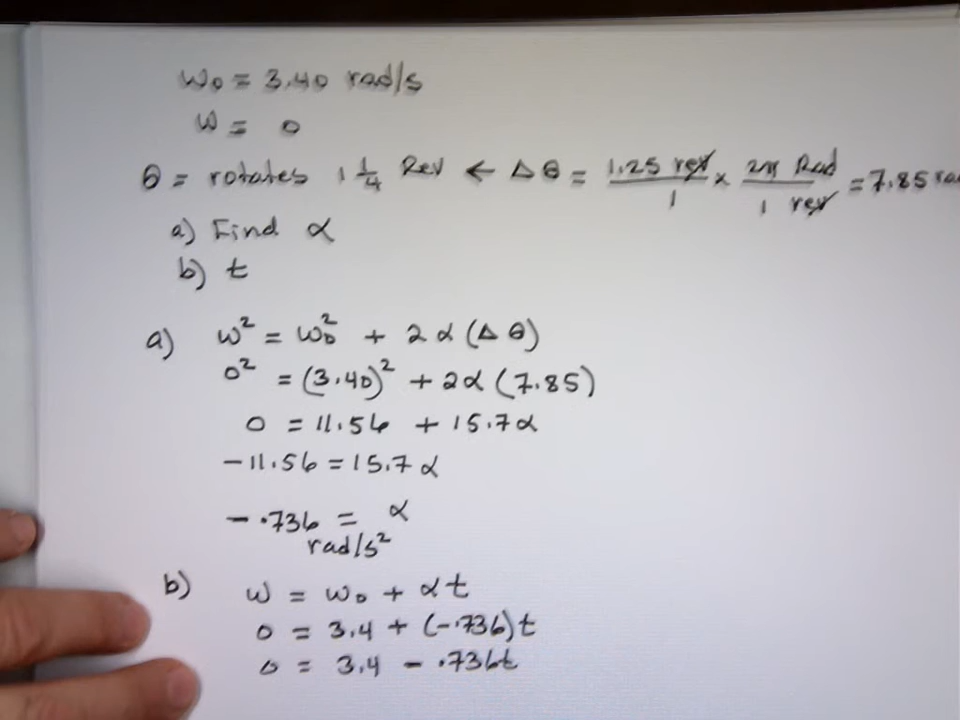 ω₀ = 3.40 rad/s
ω = 0
θ = rotates 1 1/4 Rev ← Δθ = 1.25 rev/1 × 2π Rad/1 rev = 7.85 ra
a) Find α
b) t
a) ω² = ω₀² + 2α(Δθ)
0² = (3.40)² + 2α(7.85)
0 = 11.56 + 15.7α
-11.56 = 15.7α
-.736 = α
rad/s²
b) ω = ω₀ + αt
0 = 3.4 + (-.736)t
0 = 3.4 - .736t